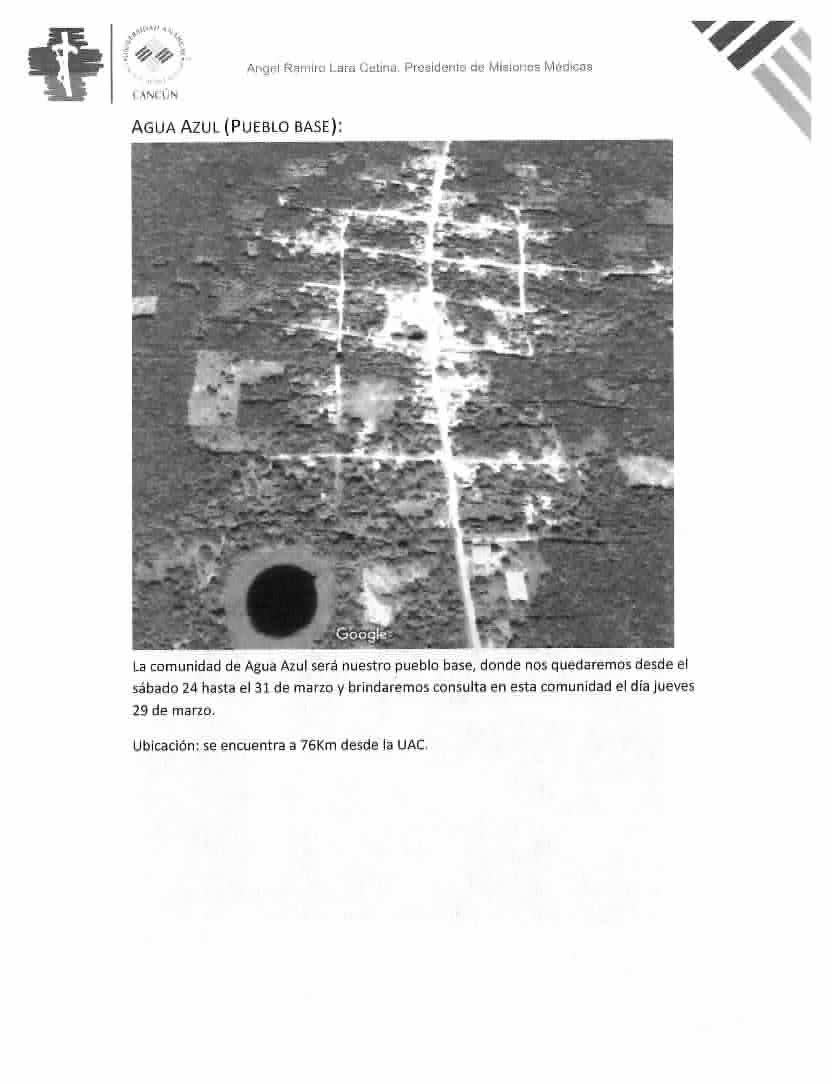 Angel Ramiro Lara Cetina. Presidente de Misiones Médicas
CANCÚN
AGUA AZUL (PUEBLO BASE):
Google
La comunidad de Agua Azul será nuestro pueblo base, donde nos quedaremos desde el
sábado 24 hasta el 31 de marzo y brindaremos consulta en esta comunidad el día jueves
29 de marzo.
Ubicación: se encuentra a 76Km desde la UAC.